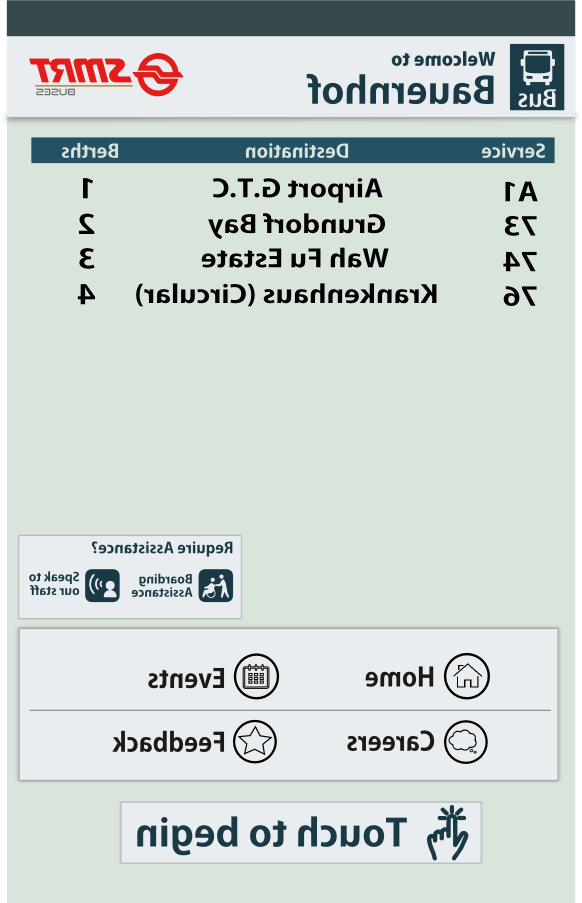 Welcome to
Bauernhof
Bus
SMRT
BUSES
Service Destination Berths
A1 Airport G.T.C 1
73 Grundorf Bay 2
74 Wah Fu Estate 3
76 Krankenhaus (Circular) 4
Require Assistance?
Boarding Assistance
Speak to our staff
Home
Events
Careers
Feedback
Touch to begin